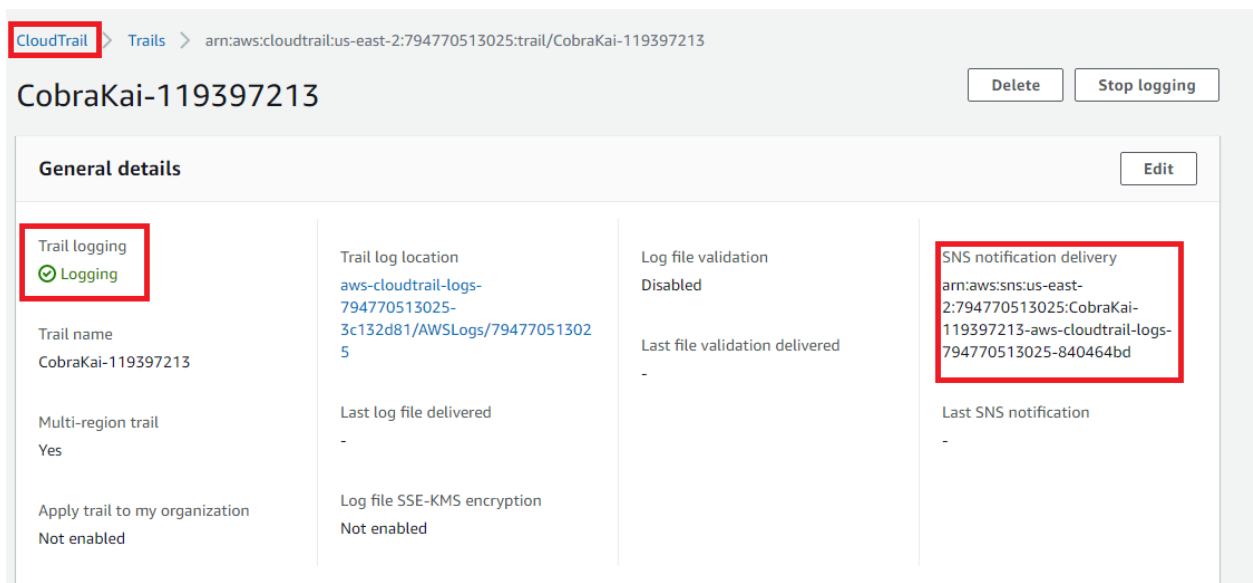 CloudTrail > Trails > arn:aws:cloudtrail:us-east-2:794770513025:trail/CobraKai-119397213
CobraKai-119397213
Delete
Stop logging
General details
Edit
Trail logging
Logging
Trail name
CobraKai-119397213
Multi-region trail
Yes
Apply trail to my organization
Not enabled
Trail log location
aws-cloudtrail-logs-
794770513025-
3c132d81/AWSLogs/79477051302
5
Last log file delivered
-
Log file SSE-KMS encryption
Not enabled
Log file validation
Disabled
Last file validation delivered
-
SNS notification delivery
arn:aws:sns:us-east-
2:794770513025:CobraKai-
119397213-aws-cloudtrail-logs-
794770513025-840464bd
Last SNS notification
-